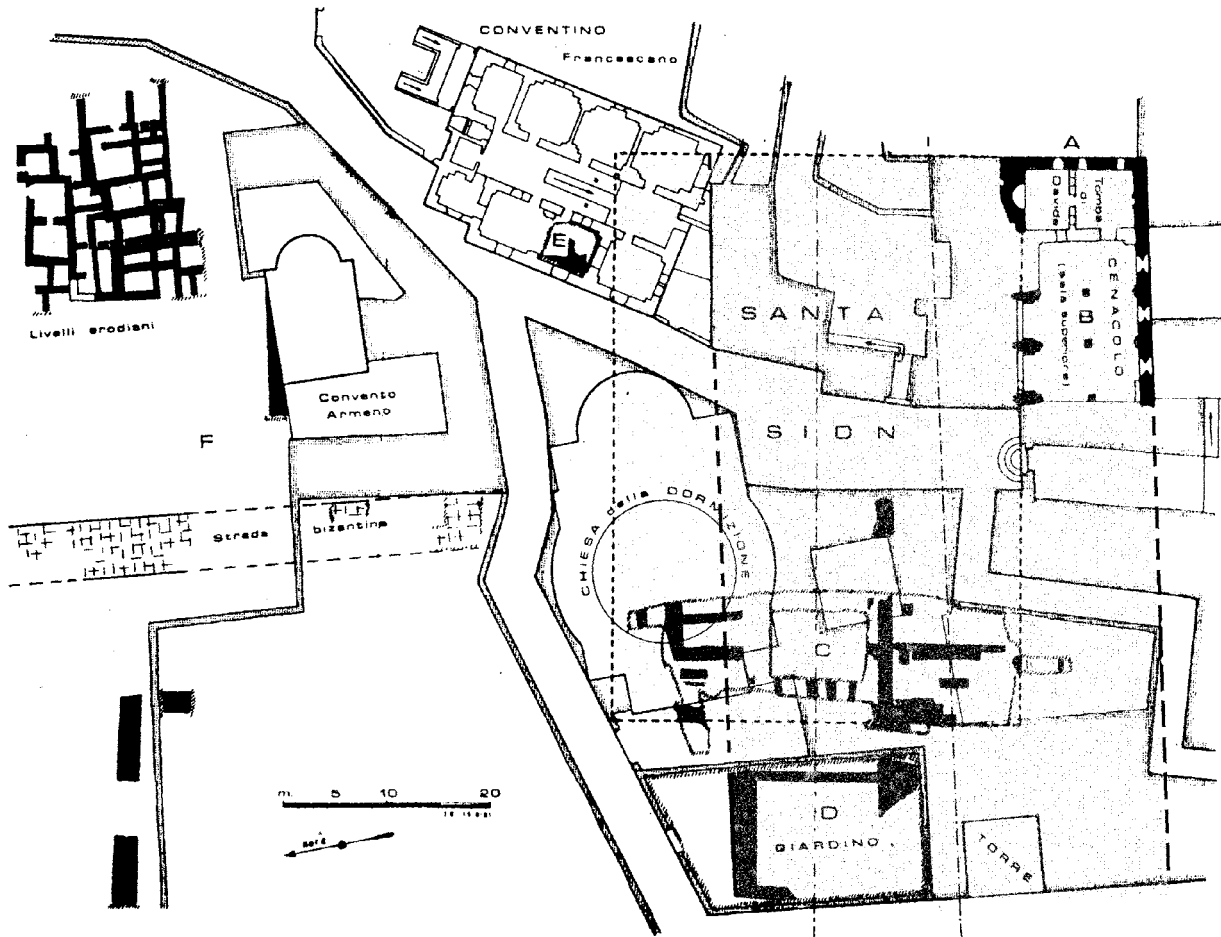 CONVENTINO
Francescano
A
Tomba
di
Davide
E
CENACOLO
B
(sala superiore)
Livelli erodiani
SANTA
Convento
Armeno
SION
F
CHIESA della DORMIZIONE
Strada
bizantina
C
m. 5 10 20
nord
D
GIARDINO
TORRE